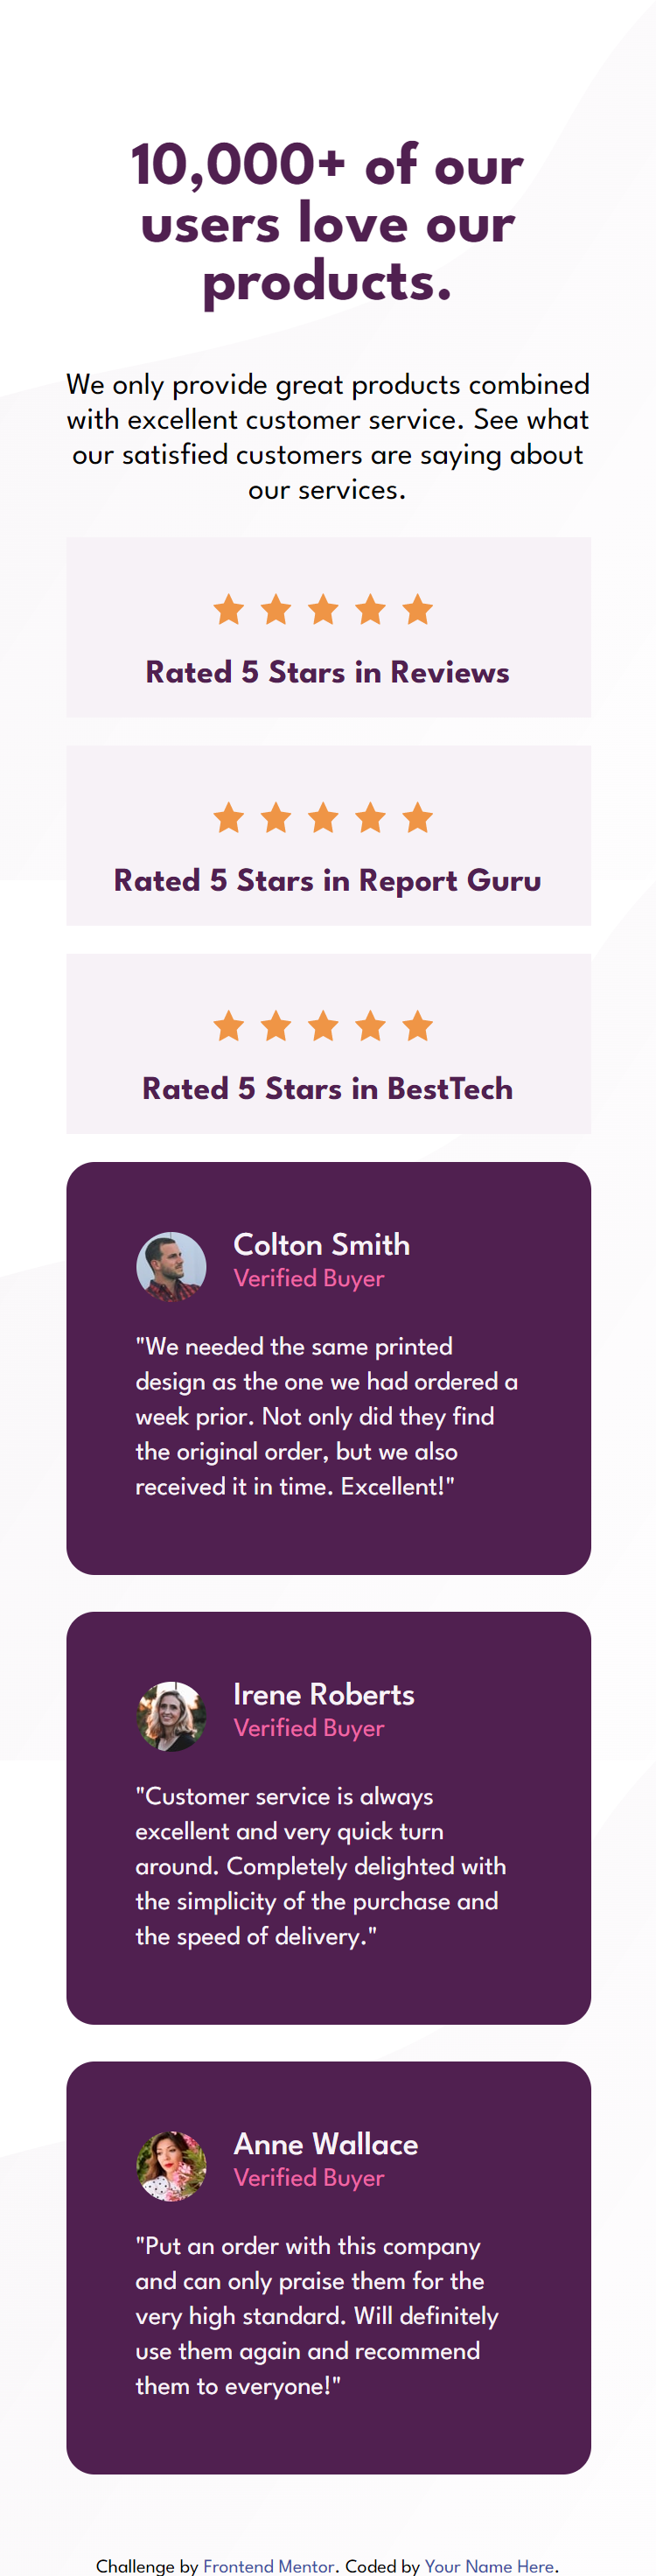 10,000+ of our
users love our
products.
We only provide great products combined
with excellent customer service. See what
our satisfied customers are saying about
our services.
Rated 5 Stars in Reviews
Rated 5 Stars in Report Guru
Rated 5 Stars in BestTech
Colton Smith
Verified Buyer
"We needed the same printed
design as the one we had ordered a
week prior. Not only did they find
the original order, but we also
received it in time. Excellent!"
Irene Roberts
Verified Buyer
"Customer service is always
excellent and very quick turn
around. Completely delighted with
the simplicity of the purchase and
the speed of delivery."
Anne Wallace
Verified Buyer
"Put an order with this company
and can only praise them for the
very high standard. Will definitely
use them again and recommend
them to everyone!"
Challenge by Frontend Mentor. Coded by Your Name Here.